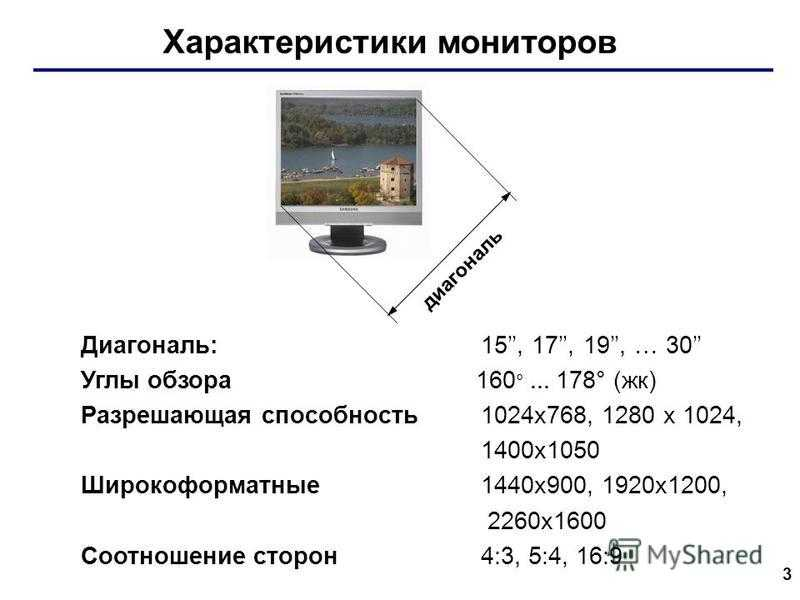 Характеристики мониторов
SAMSUNG
диагональ
Диагональ: 15’’, 17’’, 19’’, … 30’’
Углы обзора 160° ... 178° (жк)
Разрешающая способность 1024x768, 1280 x 1024,
1400x1050
Широкоформатные 1440x900, 1920x1200,
2260x1600
Соотношение сторон 4:3, 5:4, 16:9
MyShared
3